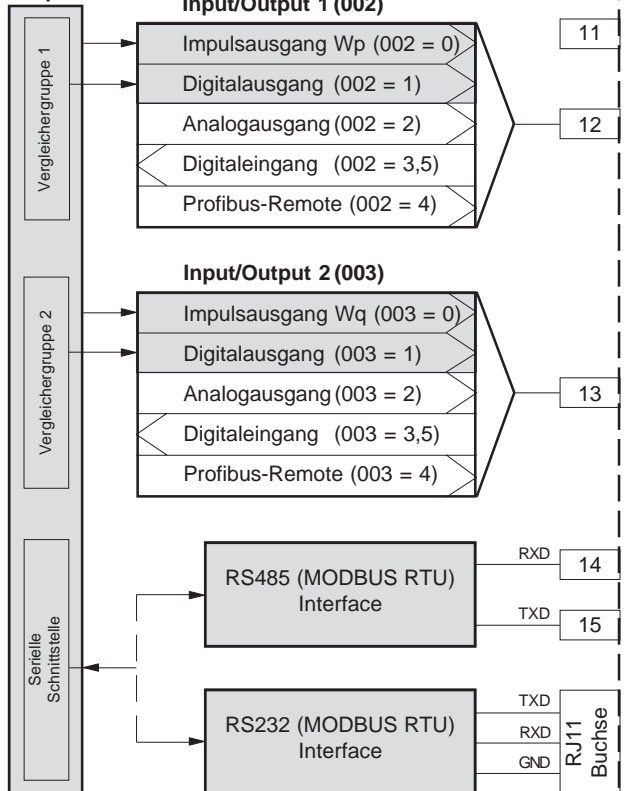 Input/Output 1 (002)
Vergleichergruppe 1
Impulsausgang Wp (002 = 0)
Digitalausgang (002 = 1)
Analogausgang (002 = 2)
Digitaleingang (002 = 3,5)
Profibus-Remote (002 = 4)
11
12
Input/Output 2 (003)
Vergleichergruppe 2
Impulsausgang Wq (003 = 0)
Digitalausgang (003 = 1)
Analogausgang (003 = 2)
Digitaleingang (003 = 3,5)
Profibus-Remote (003 = 4)
13
Serielle
Schnittstelle
RS485 (MODBUS RTU)
Interface
RXD
14
TXD
15
RS232 (MODBUS RTU)
Interface
TXD
RXD
GND
RJ11
Buchse